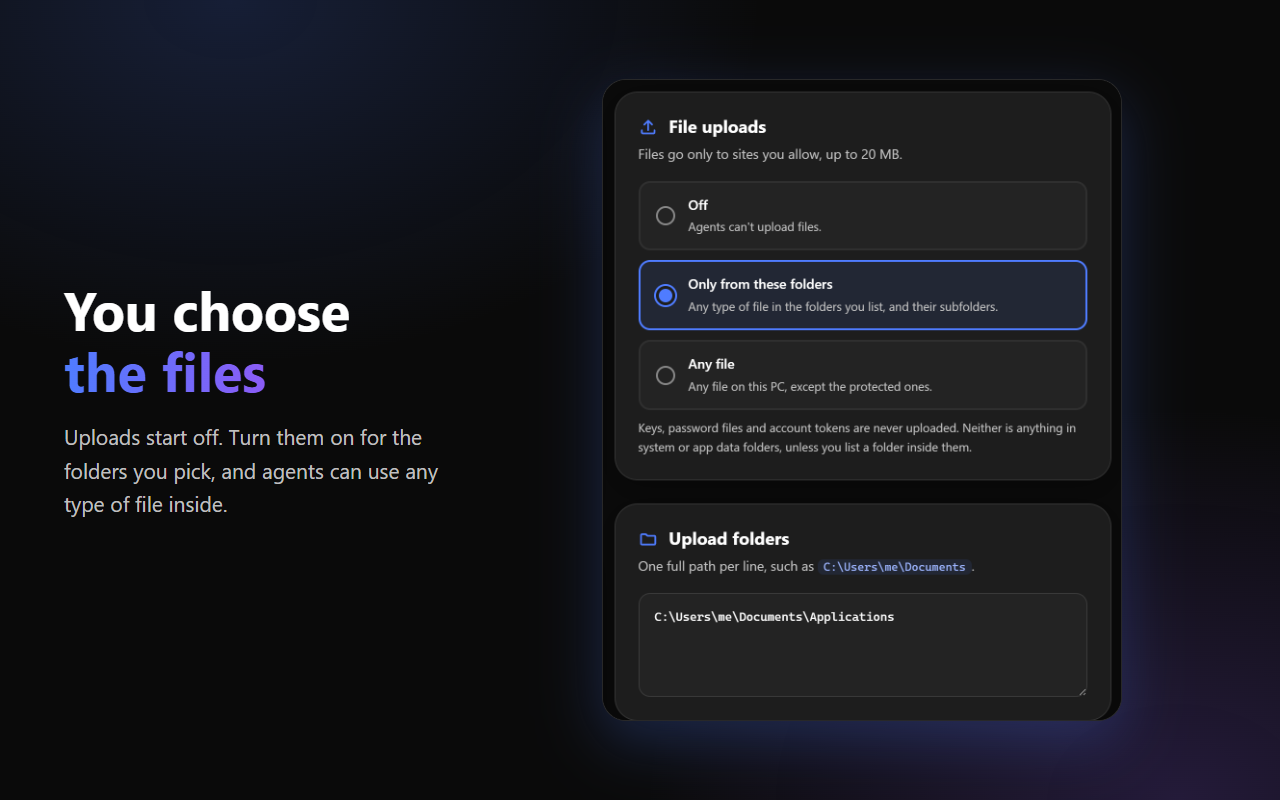 You choose
the files
Uploads start off. Turn them on for the
folders you pick, and agents can use any
type of file inside.
File uploads
Files go only to sites you allow, up to 20 MB.
Off
Agents can't upload files.
Only from these folders
Any type of file in the folders you list, and their subfolders.
Any file
Any file on this PC, except the protected ones.
Keys, password files and account tokens are never uploaded. Neither is anything in
system or app data folders, unless you list a folder inside them.
Upload folders
One full path per line, such as C:\Users\me\Documents.
C:\Users\me\Documents\Applications